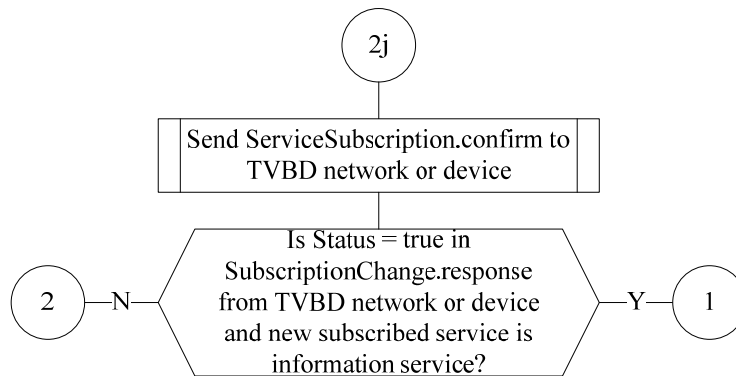 2j
Send ServiceSubscription.confirm to
TVBD network or device
Is Status = true in
SubscriptionChange.response
from TVBD network or device
and new subscribed service is
information service?
2
N
Y
1